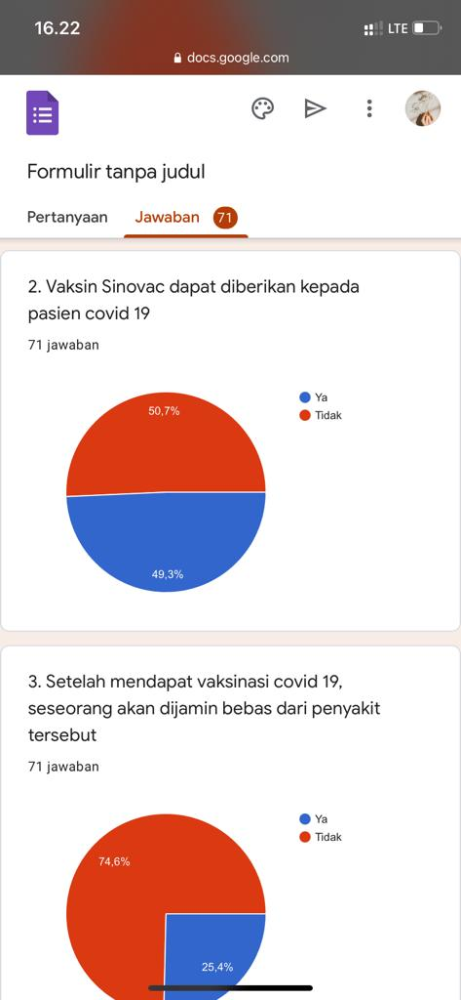 16.22
LTE
docs.google.com
Formulir tanpa judul
Pertanyaan
Jawaban
71
2. Vaksin Sinovac dapat diberikan kepada
pasien covid 19
71 jawaban
Ya
Tidak
50,7%
49,3%
3. Setelah mendapat vaksinasi covid 19,
seseorang akan dijamin bebas dari penyakit
tersebut
71 jawaban
Ya
Tidak
74,6%
25,4%